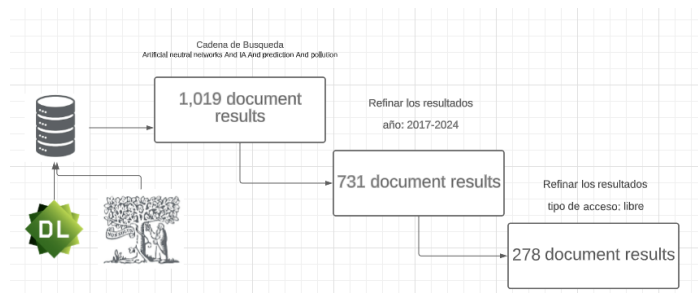 Cadena de Busqueda
Artificial neutral networks And IA And prediction And pollution
1,019 document
results
Refinar los resultados
año: 2017-2024
731 document results
Refinar los resultados
tipo de acceso: libre
278 document results
DL